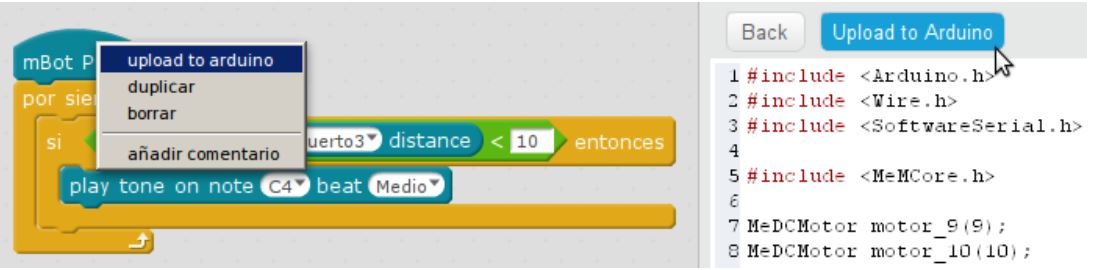 mBot P
upload to arduino
duplicar
borrar
añadir comentario
por sie
si uerto3 distance < 10 entonces
play tone on note C4 beat Medio
Back Upload to Arduino
1 #include <Arduino.h>
2 #include <Wire.h>
3 #include <SoftwareSerial.h>
4
5 #include <MeMCore.h>
6
7 MeDCMotor motor_9(9);
8 MeDCMotor motor_10(10);